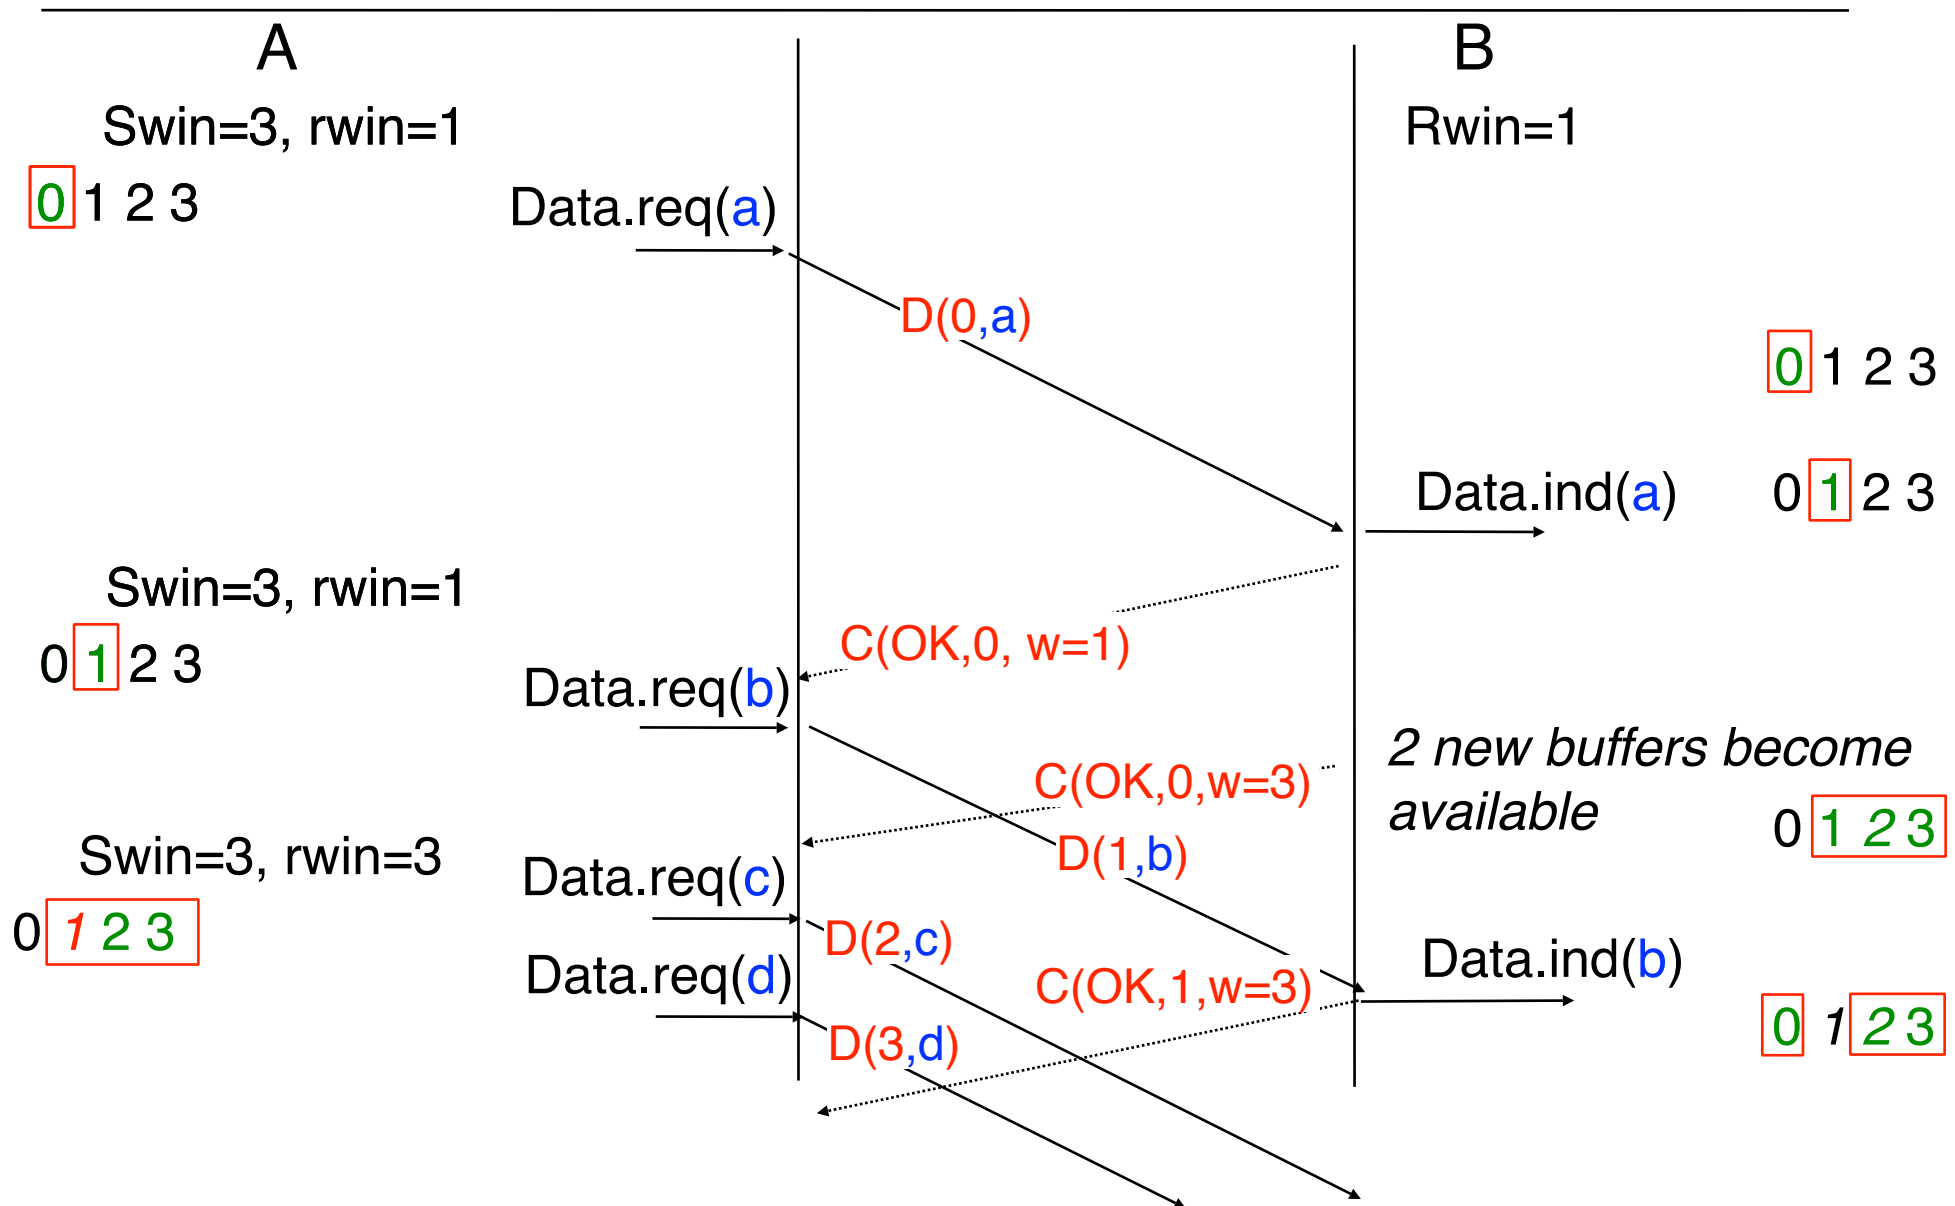 A
B
Swin=3, rwin=1
Rwin=1
0 1 2 3
Data.req(a)
D(0,a)
0 1 2 3
Data.ind(a)
0 1 2 3
Swin=3, rwin=1
C(OK,0, w=1)
0 1 2 3
Data.req(b)
2 new buffers become
available
C(OK,0,w=3)
0 1 2 3
Swin=3, rwin=3
D(1,b)
Data.req(c)
0 1 2 3
D(2,c)
Data.ind(b)
Data.req(d)
C(OK,1,w=3)
0 1 2 3
D(3,d)